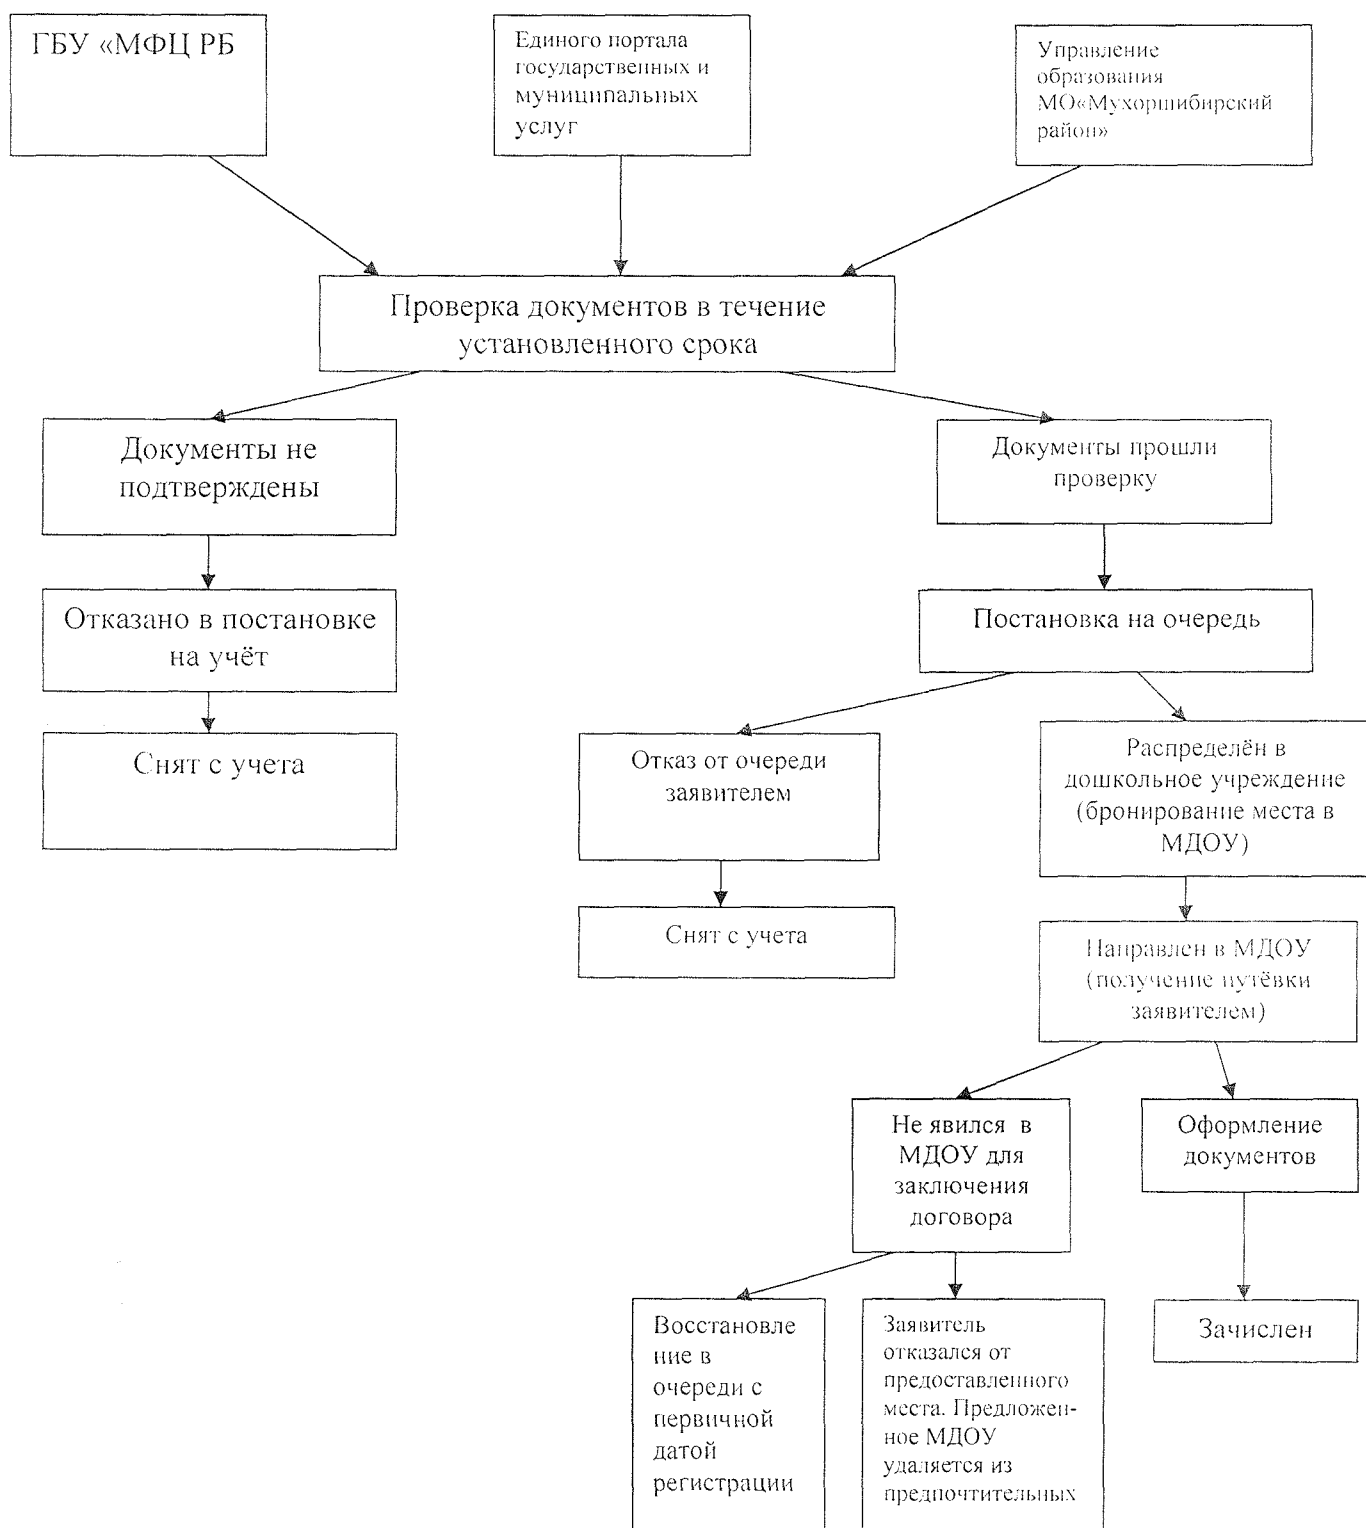 ГБУ «МФЦ РБ
Единого портала
государственных и
муниципальных
услуг
Управление
образования
МО«Мухоршибирский
район»
Проверка документов в течение
установленного срока
Документы не
подтверждены
Документы прошли
проверку
Отказано в постановке
на учёт
Постановка на очередь
Снят с учета
Отказ от очереди
заявителем
Распределён в
дошкольное учреждение
(бронирование места в
МДОУ)
Снят с учета
Направлен в МДОУ
(получение путёвки
заявителем)
Не явился в
МДОУ для
заключения
договора
Оформление
документов
Восстановле
ние в
очереди с
первичной
датой
регистрации
Заявитель
отказался от
предоставленного
места. Предложен-
ное МДОУ
удаляется из
предпочтительных
Зачислен